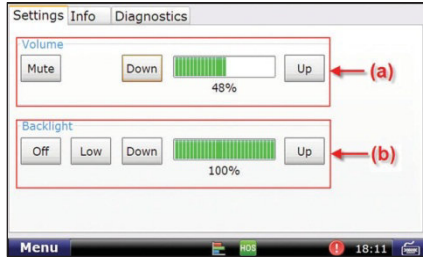 Settings Info Diagnostics
Volume
Mute Down Up
48%
(a)
Backlight
Off Low Down Up
100%
(b)
Menu HOS 18:11